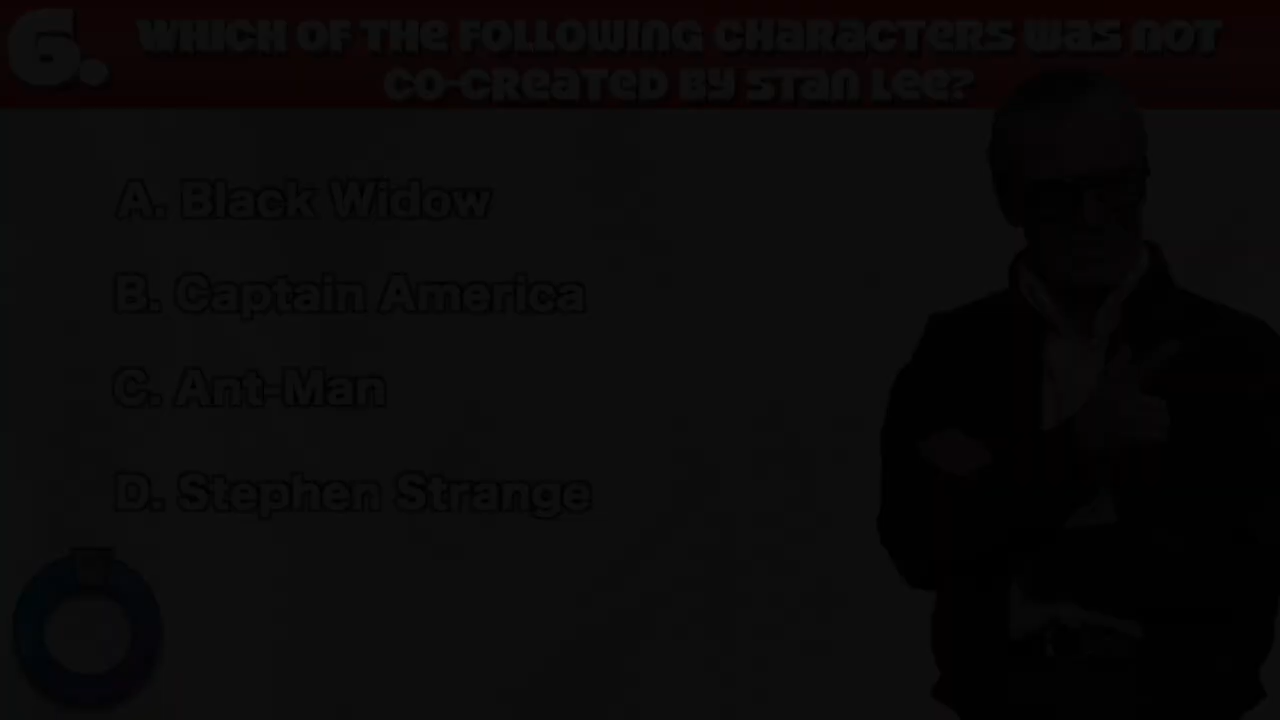 6. WHICH OF THE FOLLOWING CHARACTERS WAS NOT
CO-CREATED BY STAN LEE?
A. Black Widow
B. Captain America
C. Ant-Man
D. Stephen Strange